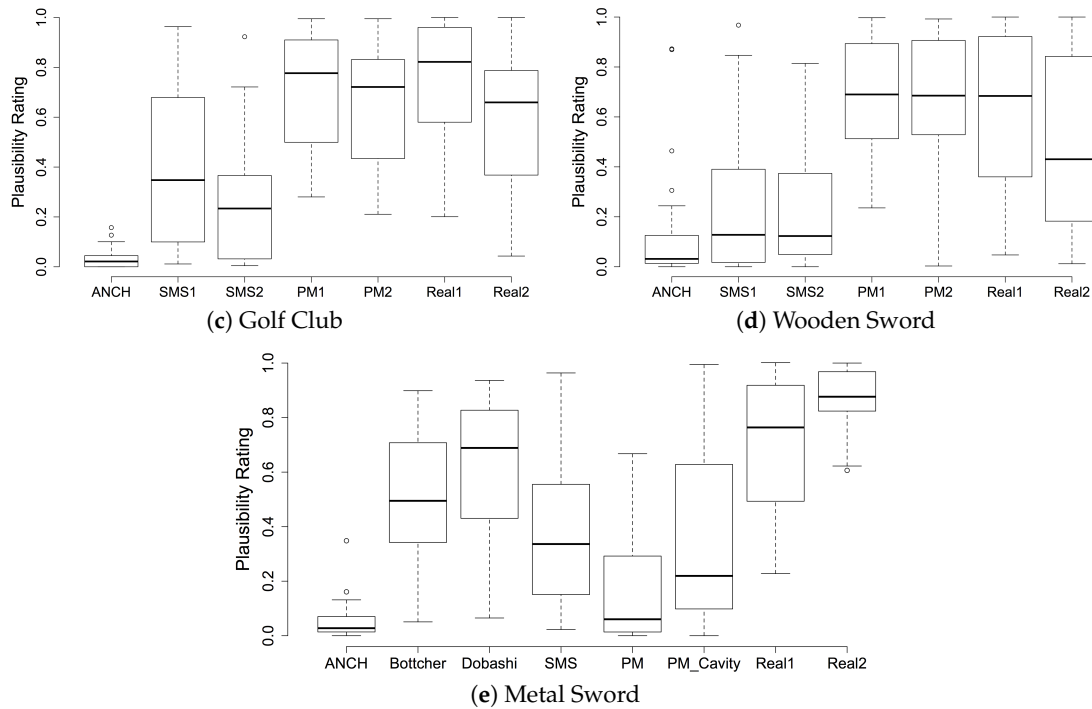 Plausibility Rating
1.0
0.8
0.6
0.4
0.2
0.0
ANCH SMS1 SMS2 PM1 PM2 Real1 Real2
(c) Golf Club
Plausibility Rating
1.0
0.8
0.6
0.4
0.2
0.0
ANCH SMS1 SMS2 PM1 PM2 Real1 Real2
(d) Wooden Sword
Plausibility Rating
1.0
0.8
0.6
0.4
0.2
0.0
ANCH Bottcher Dobashi SMS PM PM_Cavity Real1 Real2
(e) Metal Sword